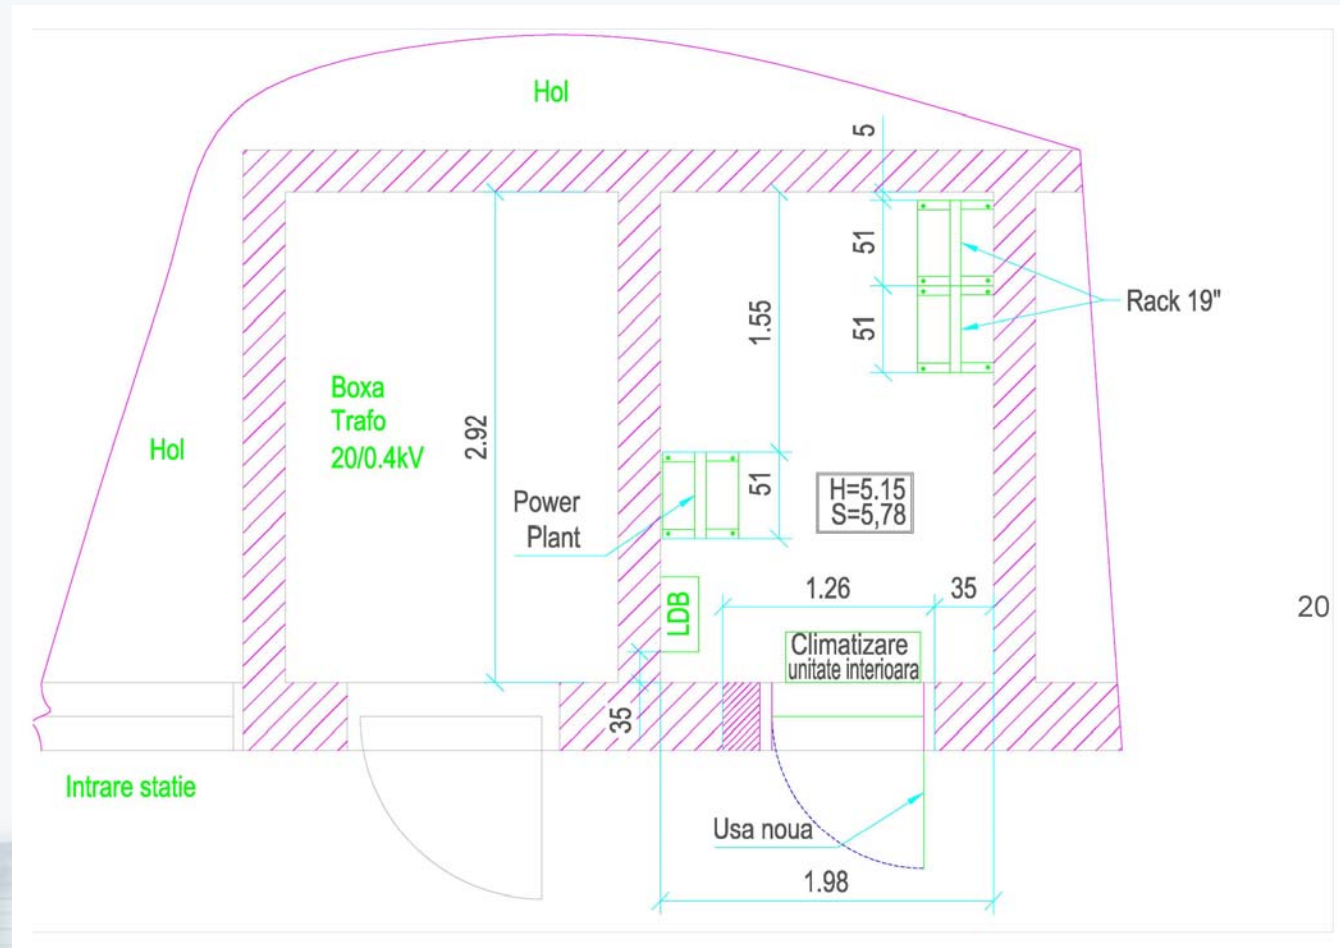 Hol
5
51
51
Rack 19"
1.55
Boxa
Trafo
20/0.4kV
2.92
Hol
Power
Plant
51
H=5.15
S=5,78
LDB
1.26
35
20
Climatizare
unitate interioara
35
Intrare statie
Usa noua
1.98